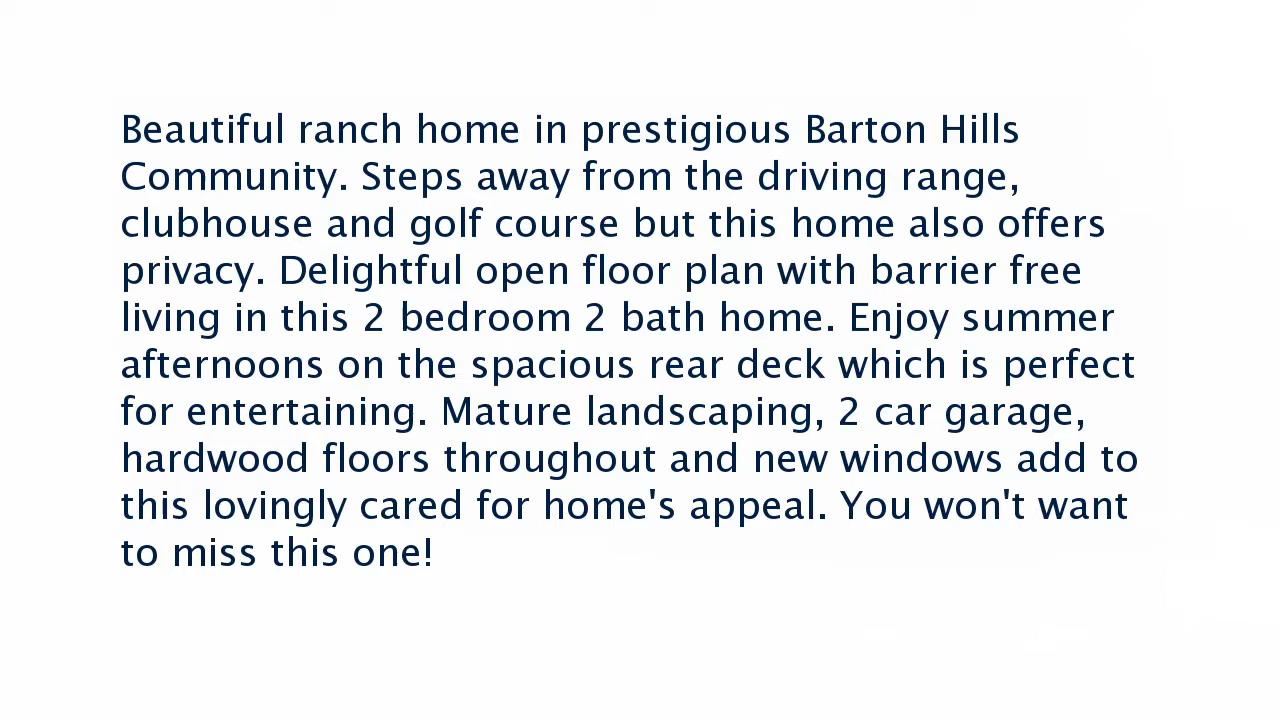 Beautiful ranch home in prestigious Barton Hills
Community. Steps away from the driving range,
clubhouse and golf course but this home also offers
privacy. Delightful open floor plan with barrier free
living in this 2 bedroom 2 bath home. Enjoy summer
afternoons on the spacious rear deck which is perfect
for entertaining. Mature landscaping, 2 car garage,
hardwood floors throughout and new windows add to
this lovingly cared for home's appeal. You won't want
to miss this one!